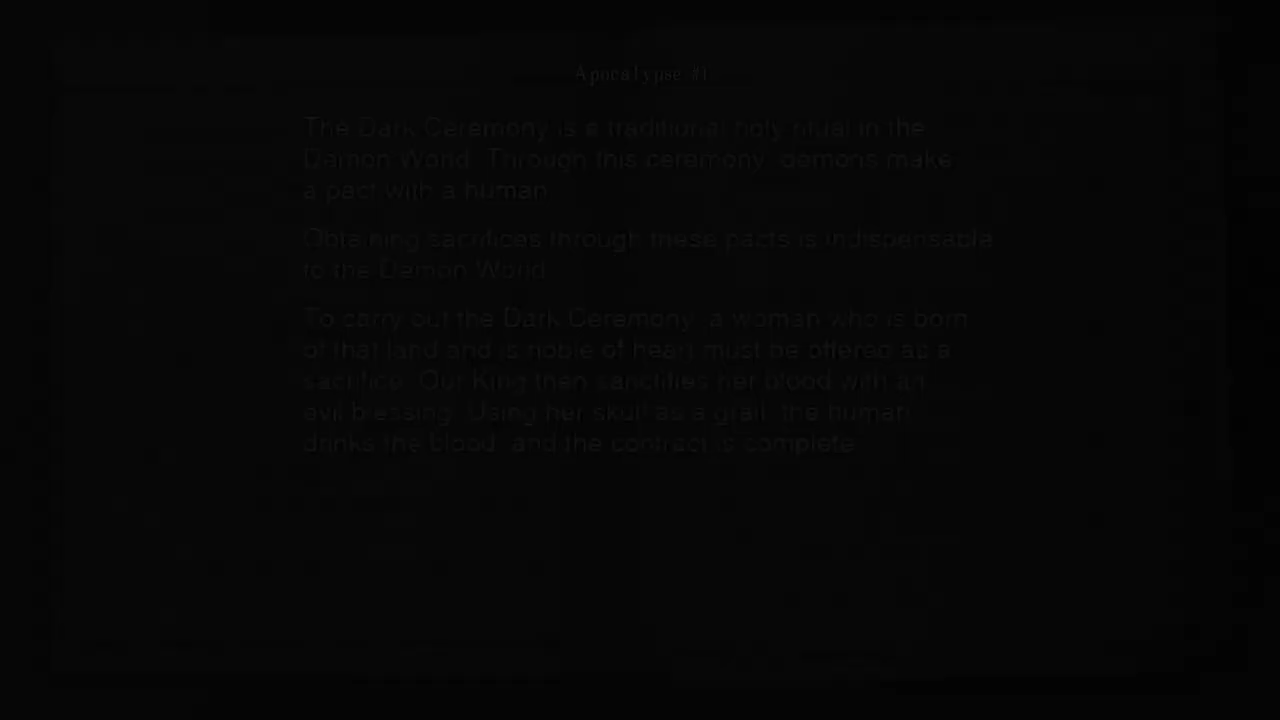 Apocalypse #1
The Dark Ceremony is a traditional holy ritual in the
Demon World. Through this ceremony, demons make
a pact with a human.
Obtaining sacrifices through these pacts is indispensable
to the Demon World.
To carry out the Dark Ceremony, a woman who is born
of that land and is noble of heart must be offered as a
sacrifice. Our King then sanctifies her blood with an
evil blessing. Using her skull as a grail, the human
drinks the blood, and the contract is complete.